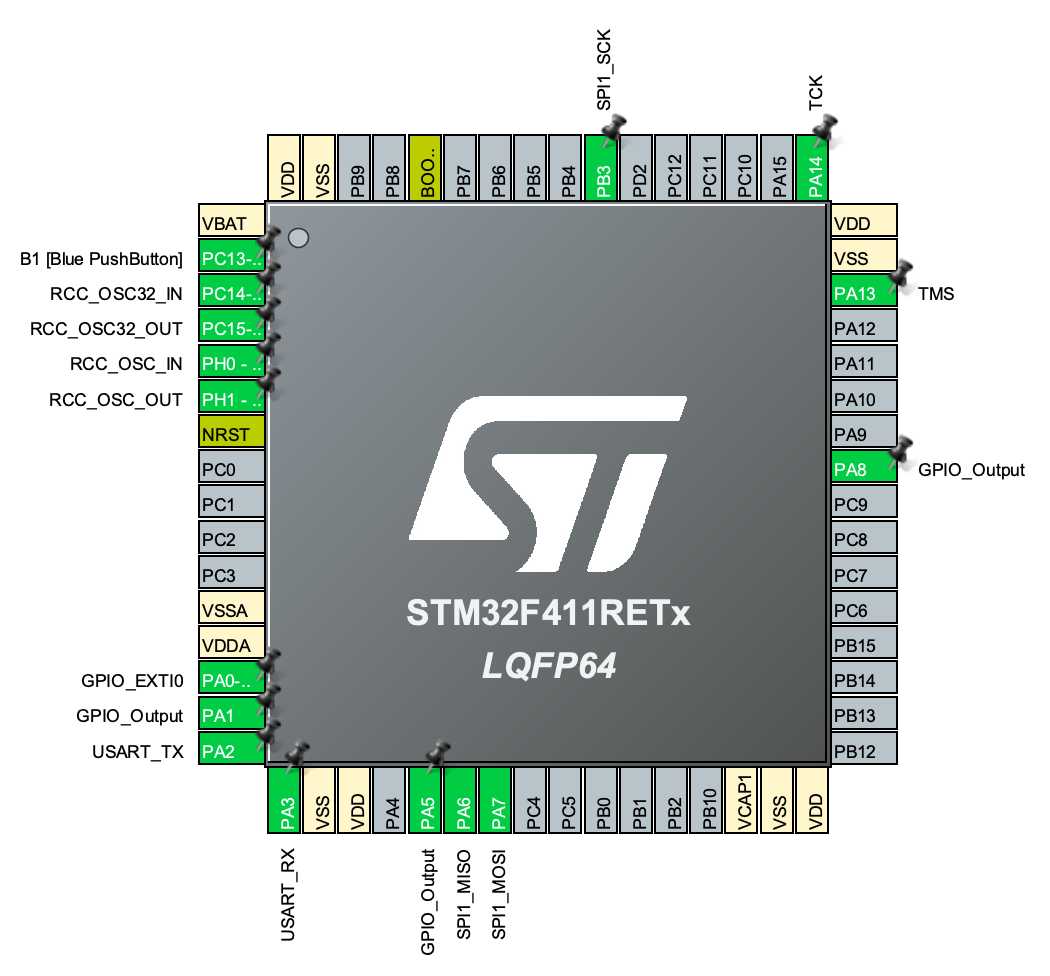 SPI1_SCK
TCK
VDD
VSS
PB9
PB8
BOO..
PB7
PB6
PB5
PB4
PB3
PD2
PC12
PC11
PC10
PA15
PA14
VBAT
B1 [Blue PushButton]
PC13-..
RCC_OSC32_IN
PC14-..
RCC_OSC32_OUT
PC15-..
RCC_OSC_IN
PH0 - ..
RCC_OSC_OUT
PH1 - ..
NRST
PC0
PC1
PC2
PC3
VSSA
VDDA
GPIO_EXTI0
PA0-..
GPIO_Output
PA1
USART_TX
PA2
ST
STM32F411RETx
LQFP64
VDD
VSS
PA13
TMS
PA12
PA11
PA10
PA9
PA8
GPIO_Output
PC9
PC8
PC7
PC6
PB15
PB14
PB13
PB12
PA3
VSS
VDD
PA4
PA5
PA6
PA7
PC4
PC5
PB0
PB1
PB2
PB10
VCAP1
VSS
VDD
USART_RX
GPIO_Output
SPI1_MISO
SPI1_MOSI